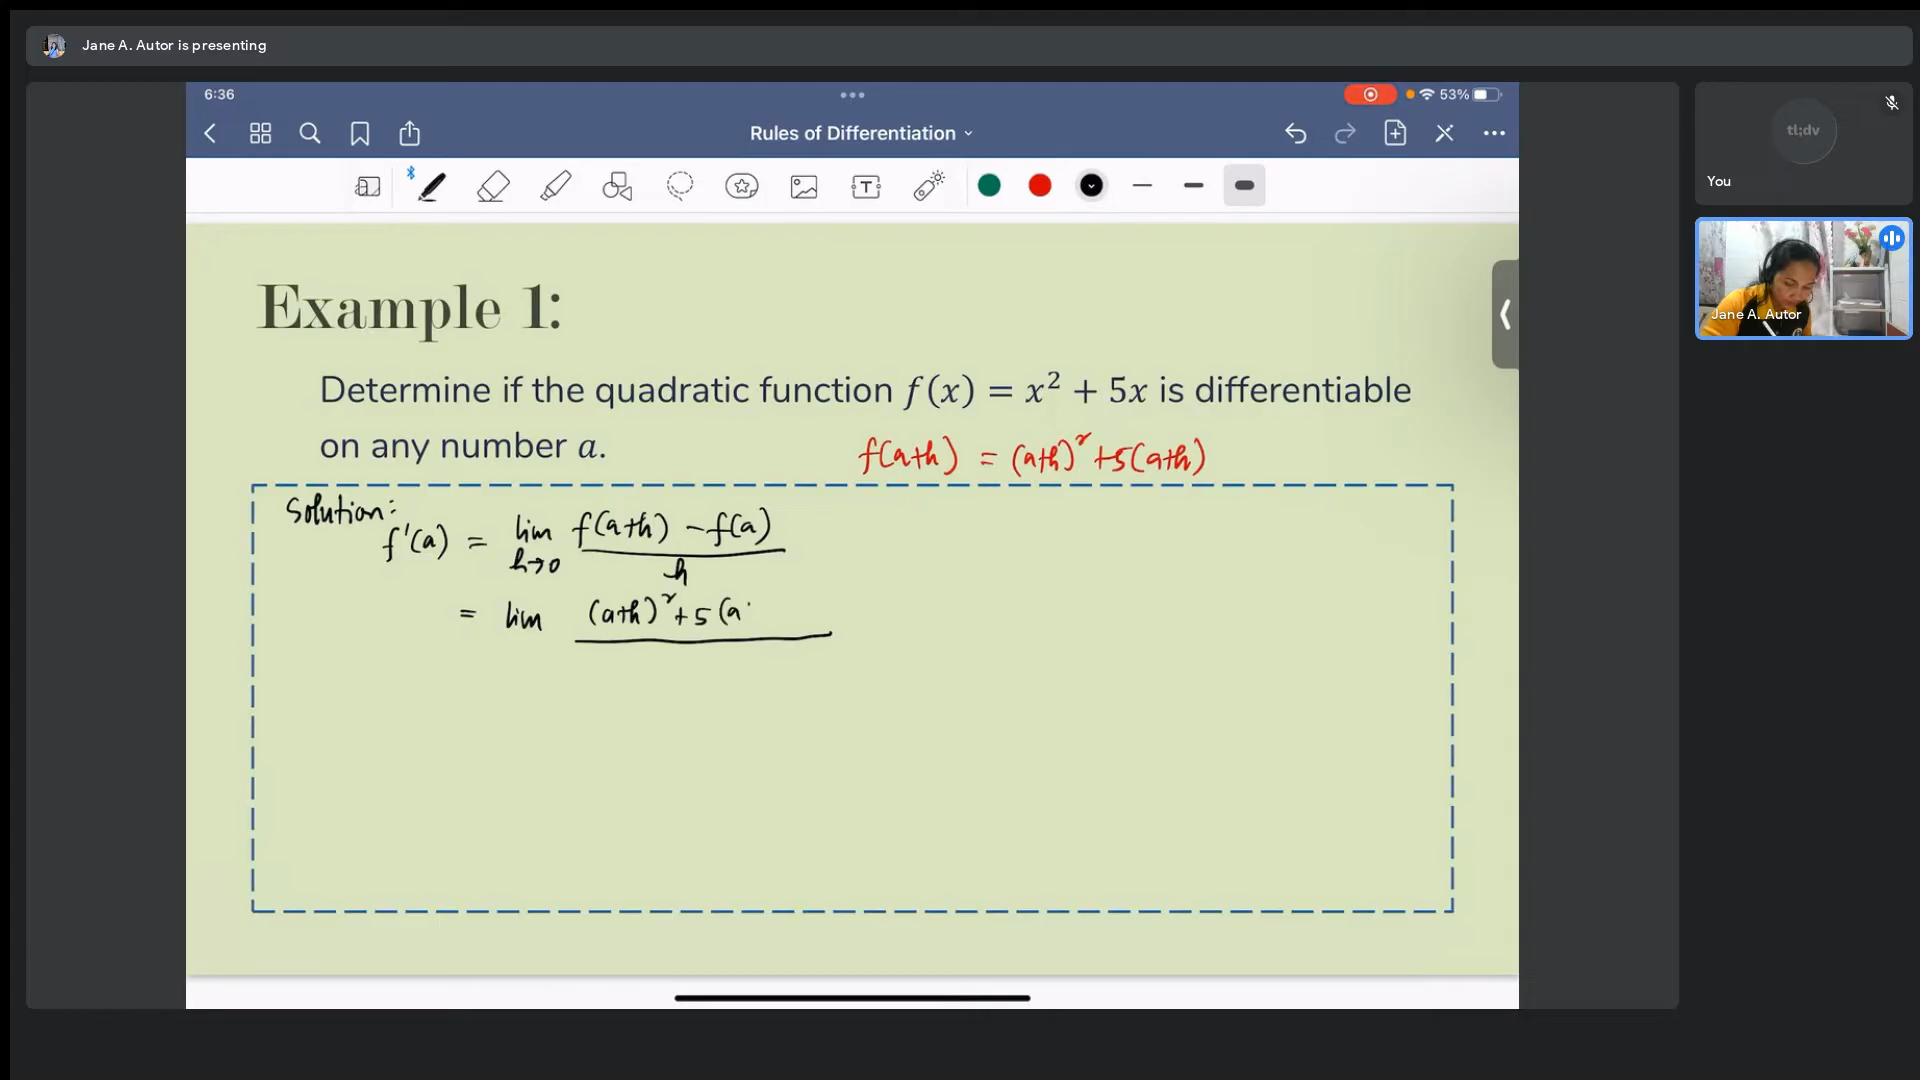 Jane A. Autor is presenting
6:36
53%
Rules of Differentiation
T
tl;dv
You
Jane A. Autor
Example 1:
Determine if the quadratic function f(x) = x² + 5x is differentiable
on any number a.
f(a+h) = (a+h)² + 5(a+h)
Solution:
f'(a) = lim h→0 f(a+h) - f(a) / h
= lim (a+h)² + 5 (a